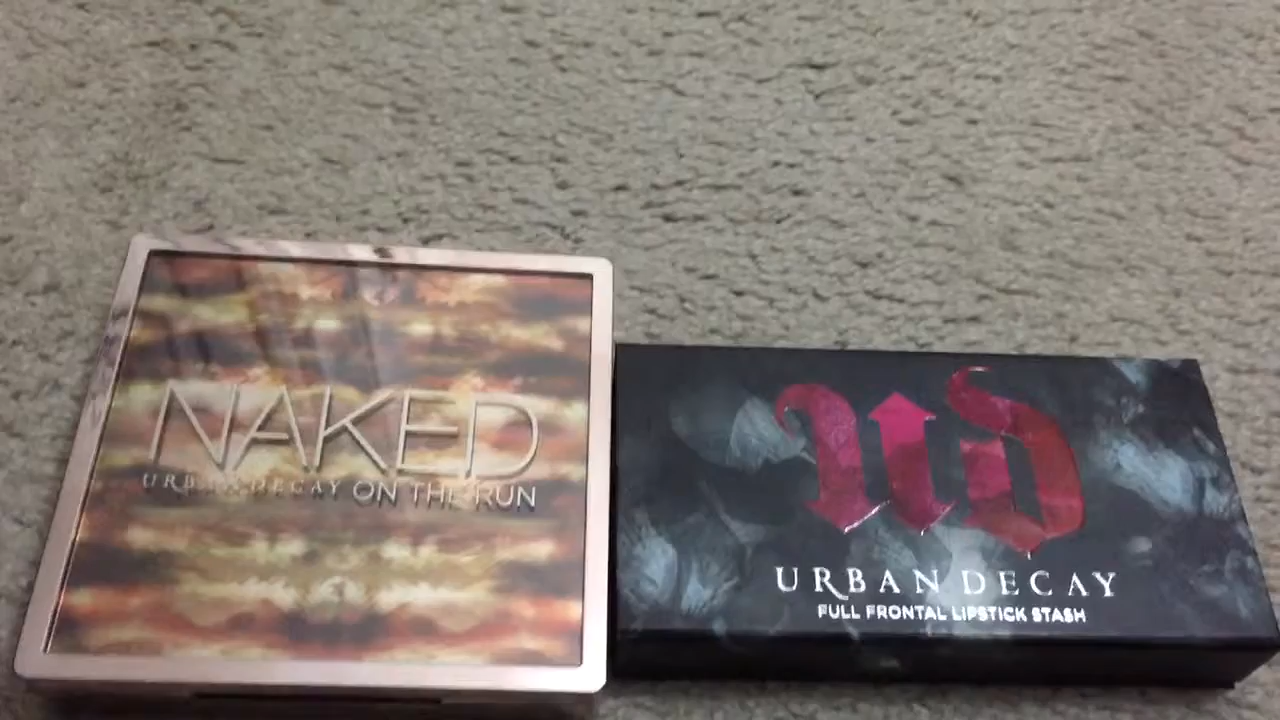 NAKED
URBAN DECAY ON THE RUN
UD
URBAN DECAY
FULL FRONTAL LIPSTICK STASH